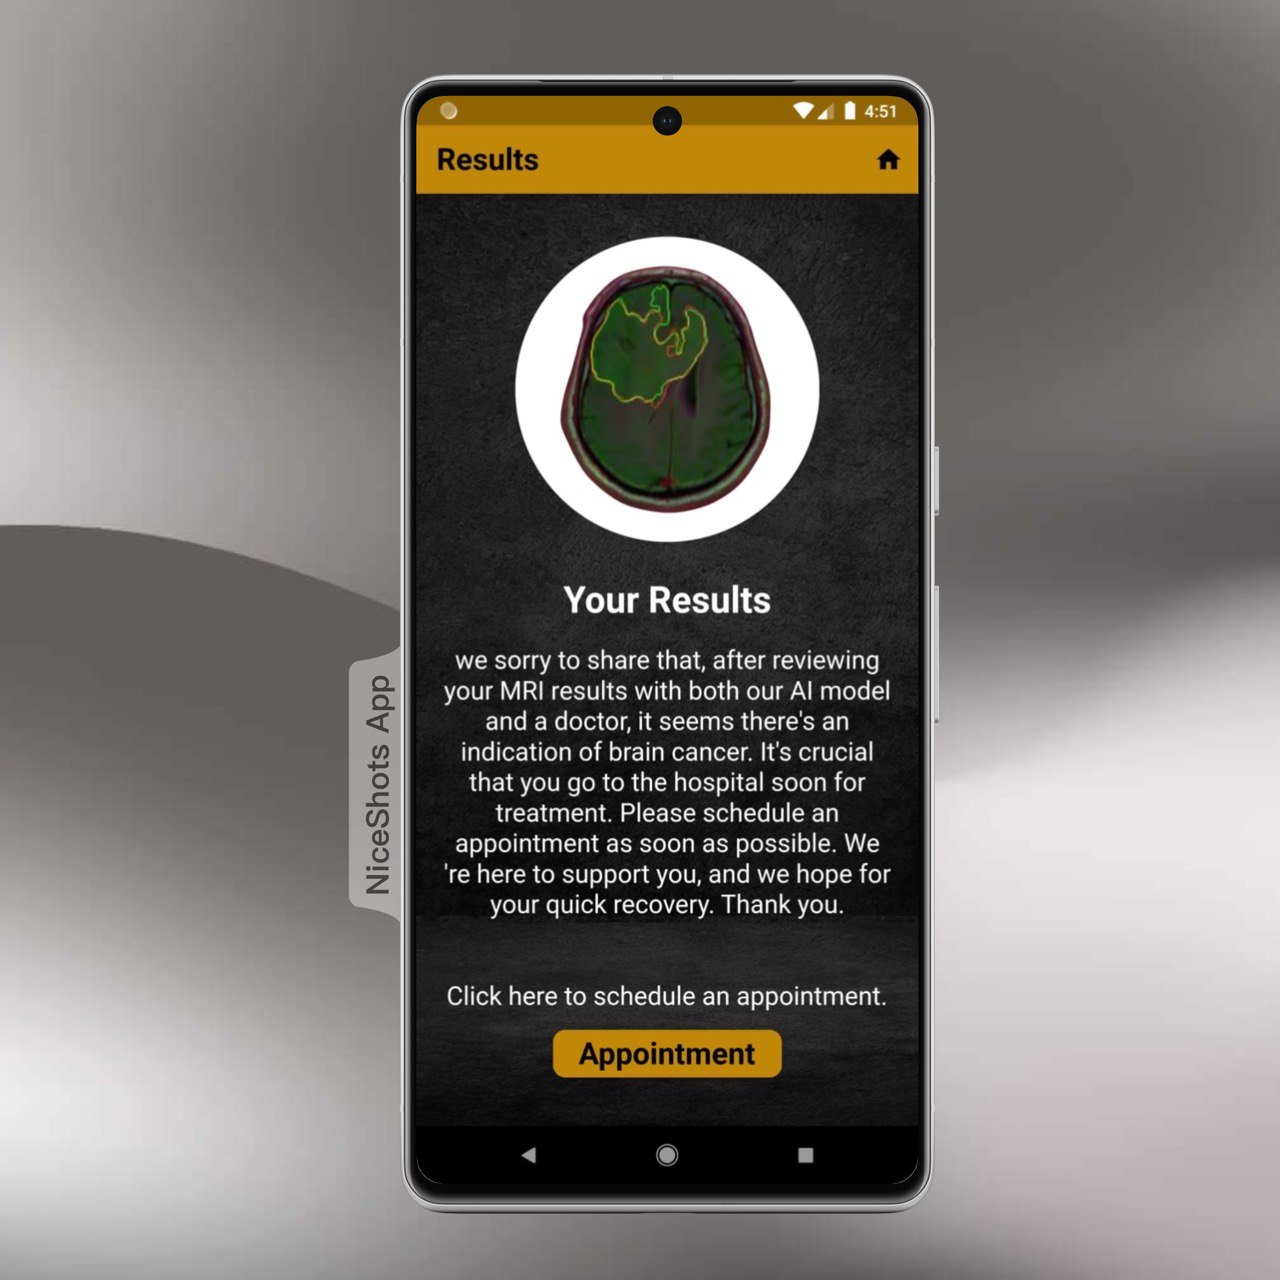 4:51
Results
Your Results
we sorry to share that, after reviewing
your MRI results with both our AI model
and a doctor, it seems there's an
indication of brain cancer. It's crucial
that you go to the hospital soon for
treatment. Please schedule an
appointment as soon as possible. We
're here to support you, and we hope for
your quick recovery. Thank you.
Click here to schedule an appointment.
Appointment
NiceShots App